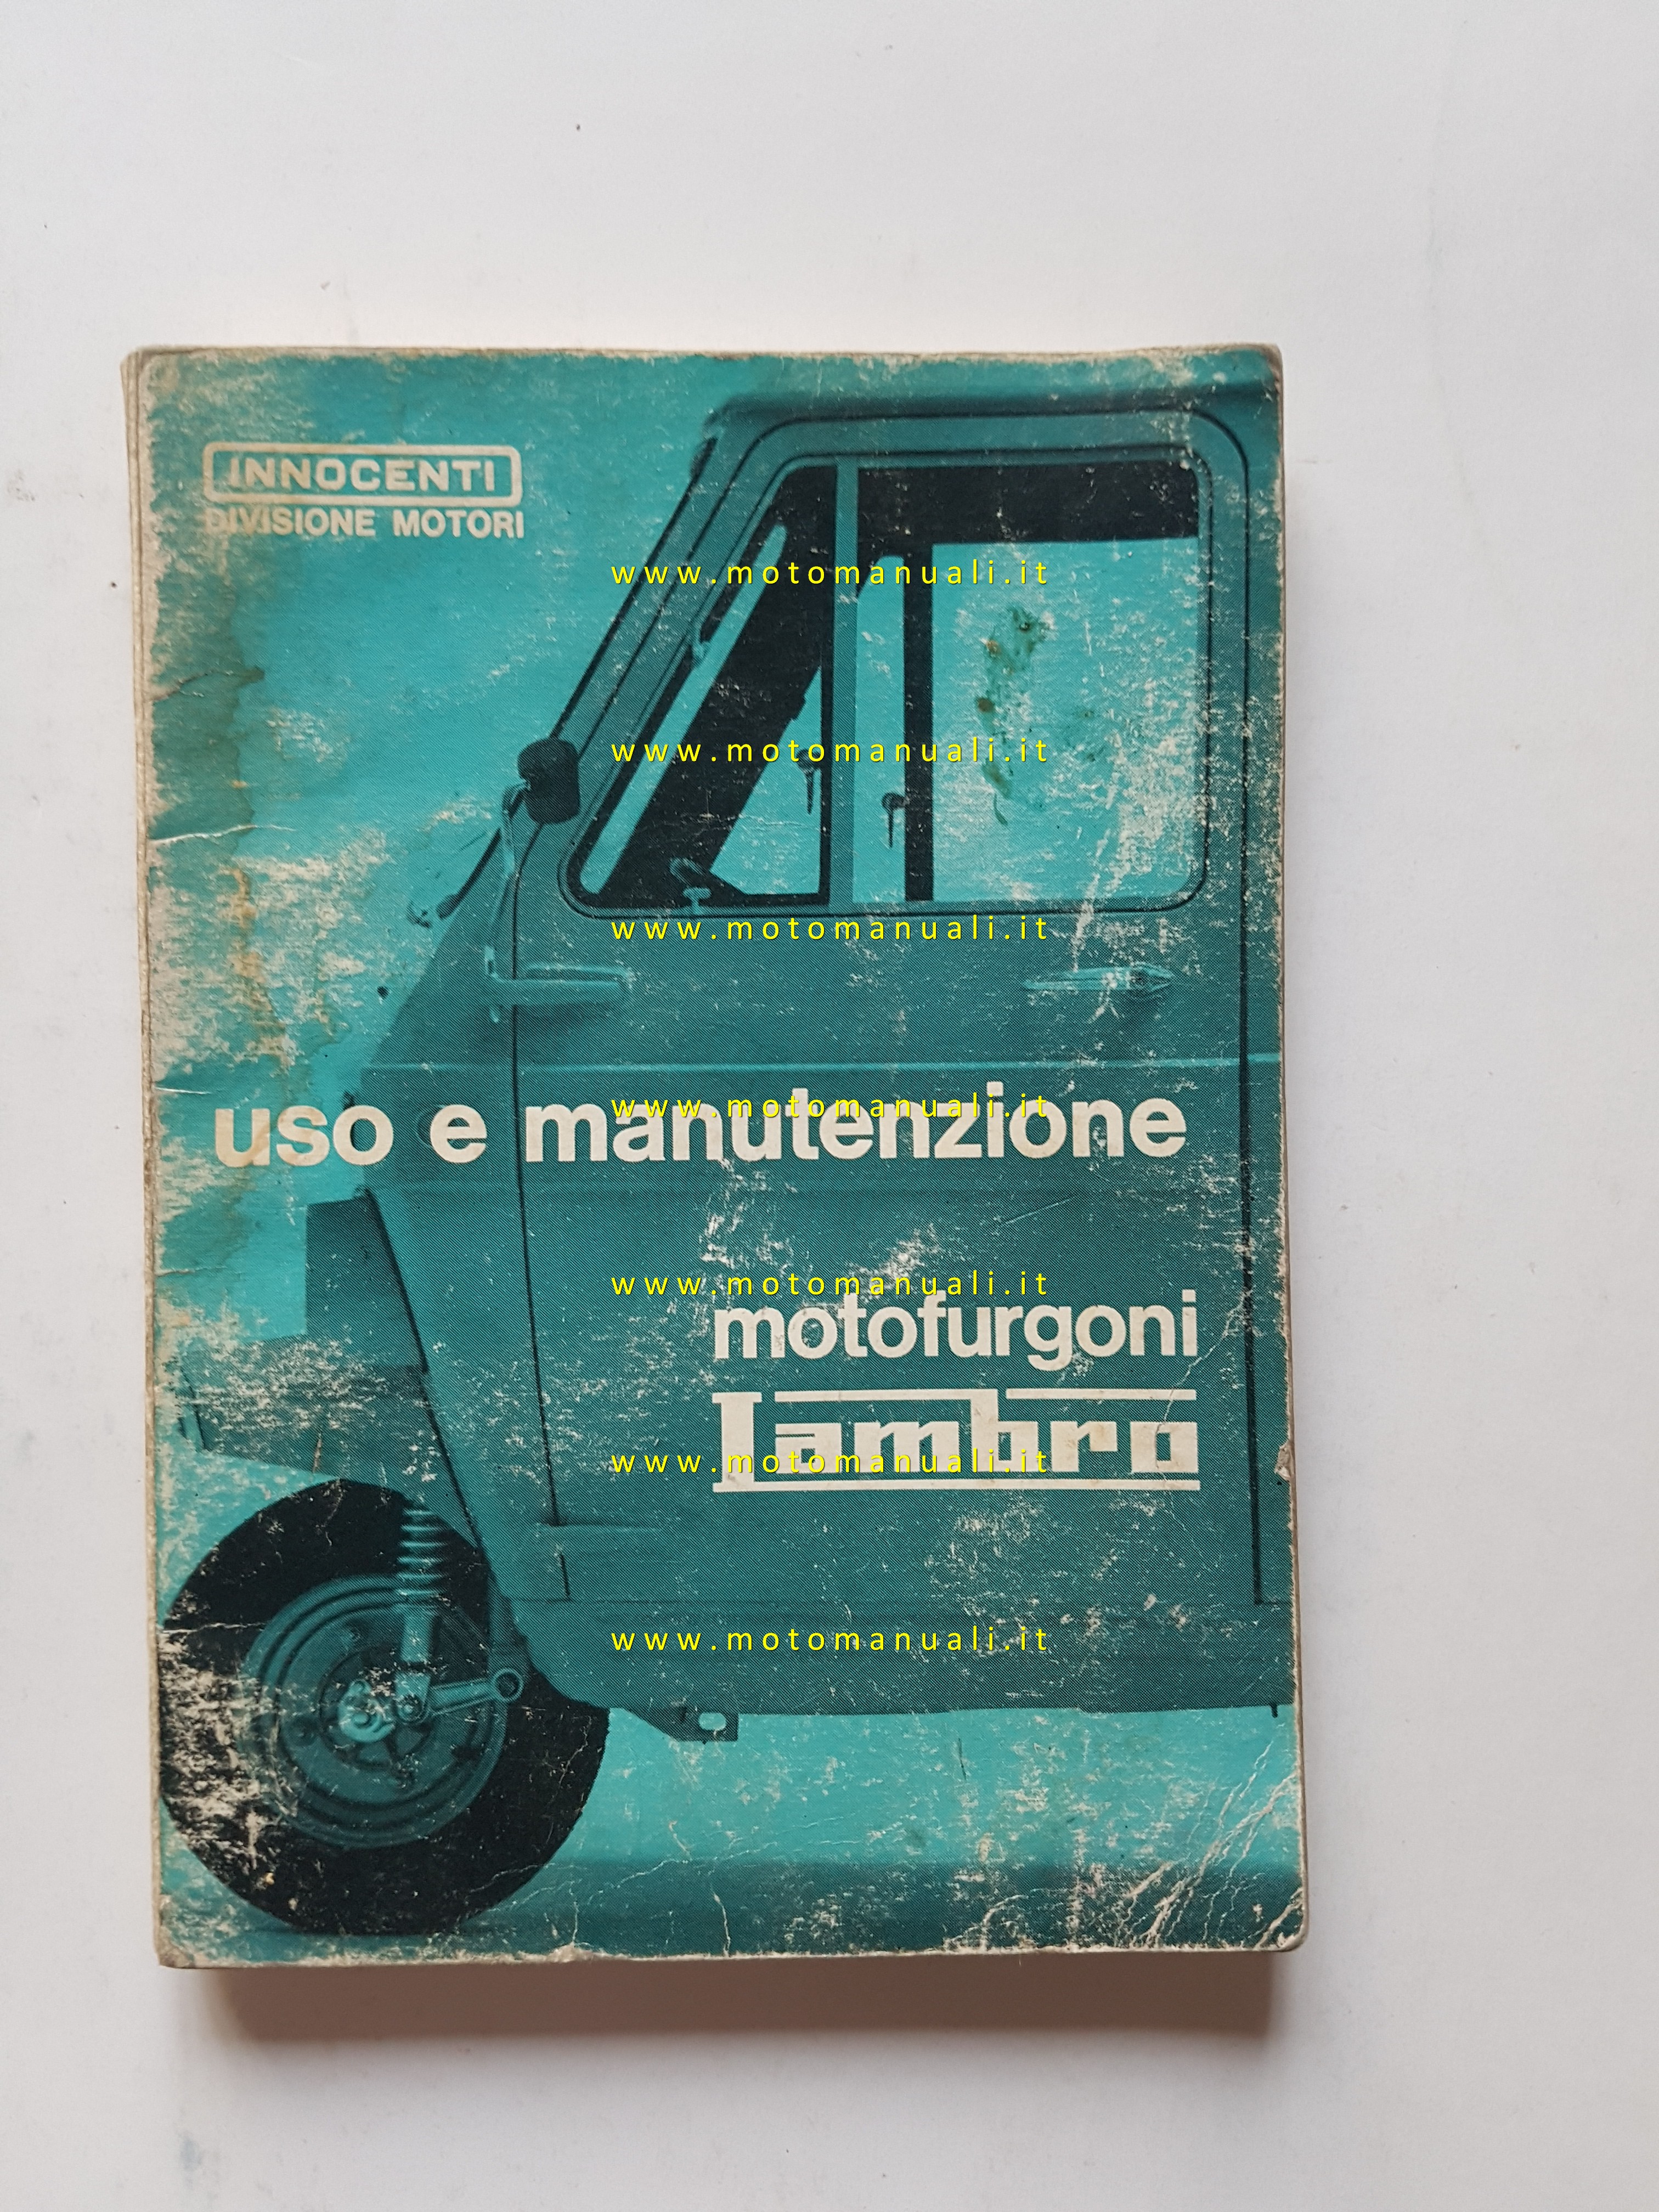 INNOCENTI
DIVISIONE MOTORI
www.motomanuali.it
www.motomanuali.it
www.motomanuali.it
www.motomanuali.it
uso e manutenzione
www.motomanuali.it
motofurgoni
Lambro
www.motomanuali.it
www.motomanuali.it